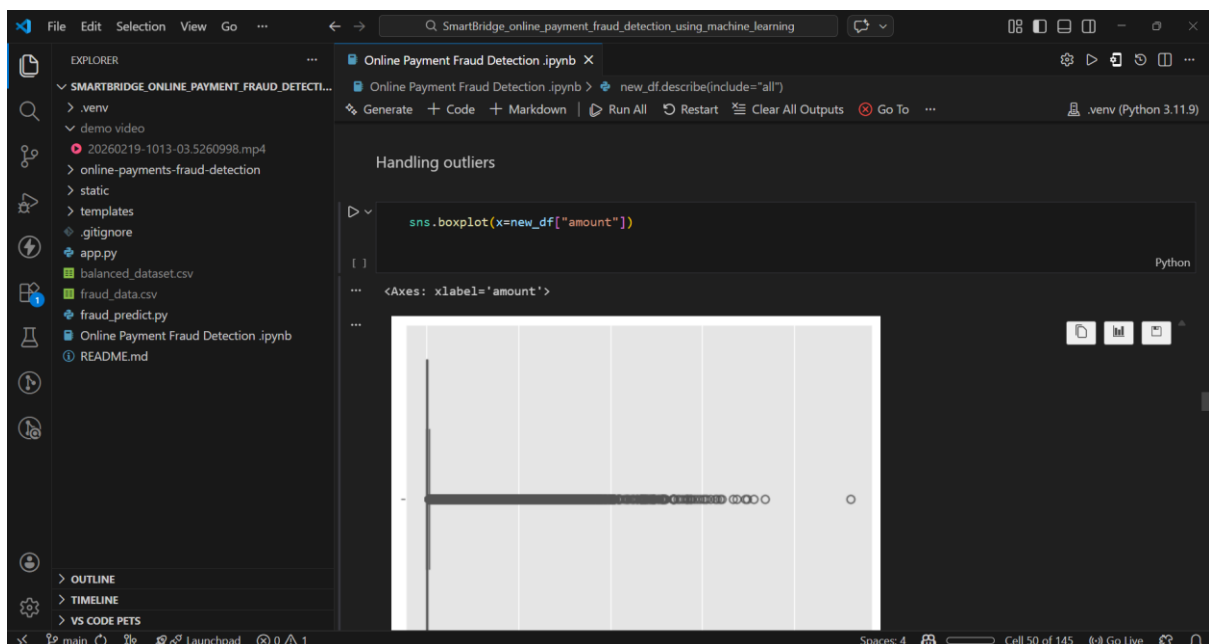 File Edit Selection View Go ···
SmartBridge_online_payment_fraud_detection_using_machine_learning
EXPLORER ···
SMARTBRIDGE_ONLINE_PAYMENT_FRAUD_DETECTI...
.venv
demo video
20260219-1013-03.5260998.mp4
online-payments-fraud-detection
static
templates
.gitignore
app.py
balanced_dataset.csv
fraud_data.csv
fraud_predict.py
Online Payment Fraud Detection .ipynb
README.md
OUTLINE
TIMELINE
VS CODE PETS
1
Online Payment Fraud Detection .ipynb
Online Payment Fraud Detection .ipynb > new_df.describe(include="all")
Generate + Code + Markdown | Run All Restart Clear All Outputs Go To ···
.venv (Python 3.11.9)
Handling outliers
sns.boxplot(x=new_df["amount"])
[ ]
Python
<Axes: xlabel='amount'>
main Launchpad 0 1 Spaces: 4 Cell 50 of 145 Go Live